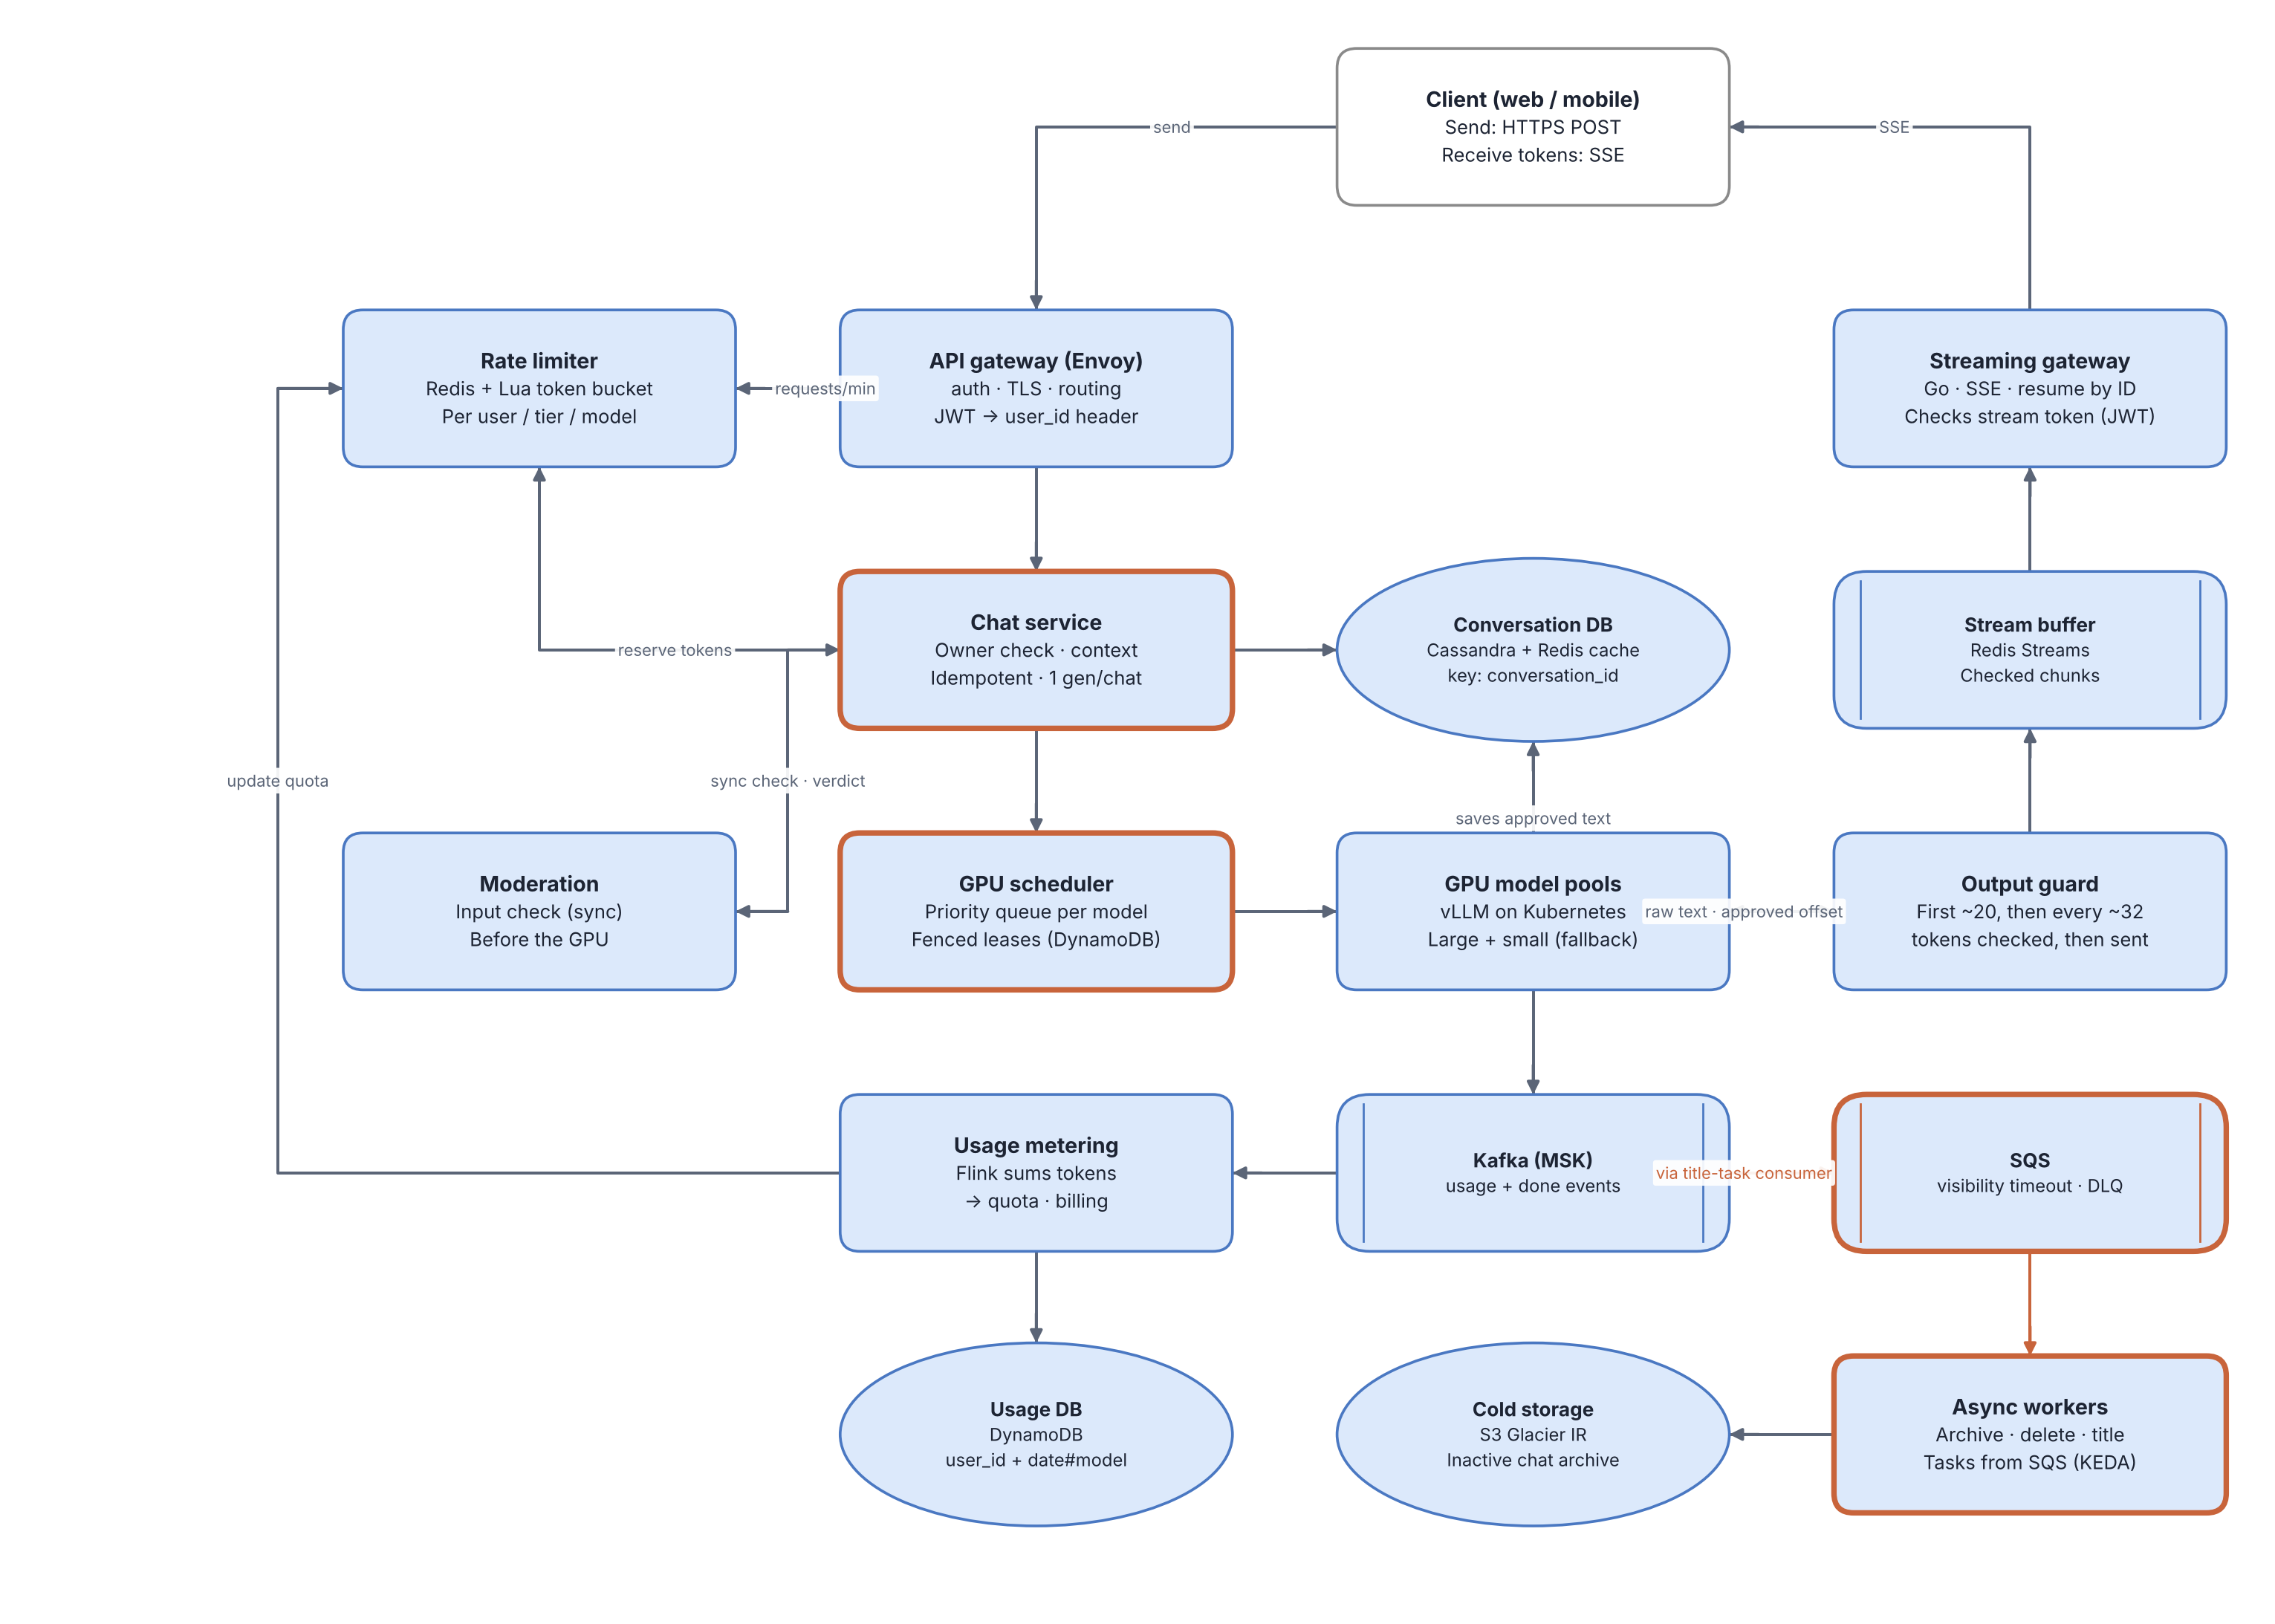 Client (web / mobile)
Send: HTTPS POST
Receive tokens: SSE
send
SSE
Rate limiter
Redis + Lua token bucket
Per user / tier / model
requests/min
API gateway (Envoy)
auth · TLS · routing
JWT → user_id header
Streaming gateway
Go · SSE · resume by ID
Checks stream token (JWT)
reserve tokens
Chat service
Owner check · context
Idempotent · 1 gen/chat
Conversation DB
Cassandra + Redis cache
key: conversation_id
Stream buffer
Redis Streams
Checked chunks
update quota
sync check · verdict
saves approved text
Moderation
Input check (sync)
Before the GPU
GPU scheduler
Priority queue per model
Fenced leases (DynamoDB)
GPU model pools
vLLM on Kubernetes
Large + small (fallback)
raw text · approved offset
Output guard
First ~20, then every ~32
tokens checked, then sent
Usage metering
Flink sums tokens
→ quota · billing
Kafka (MSK)
usage + done events
via title-task consumer
SQS
visibility timeout · DLQ
Usage DB
DynamoDB
user_id + date#model
Cold storage
S3 Glacier IR
Inactive chat archive
Async workers
Archive · delete · title
Tasks from SQS (KEDA)